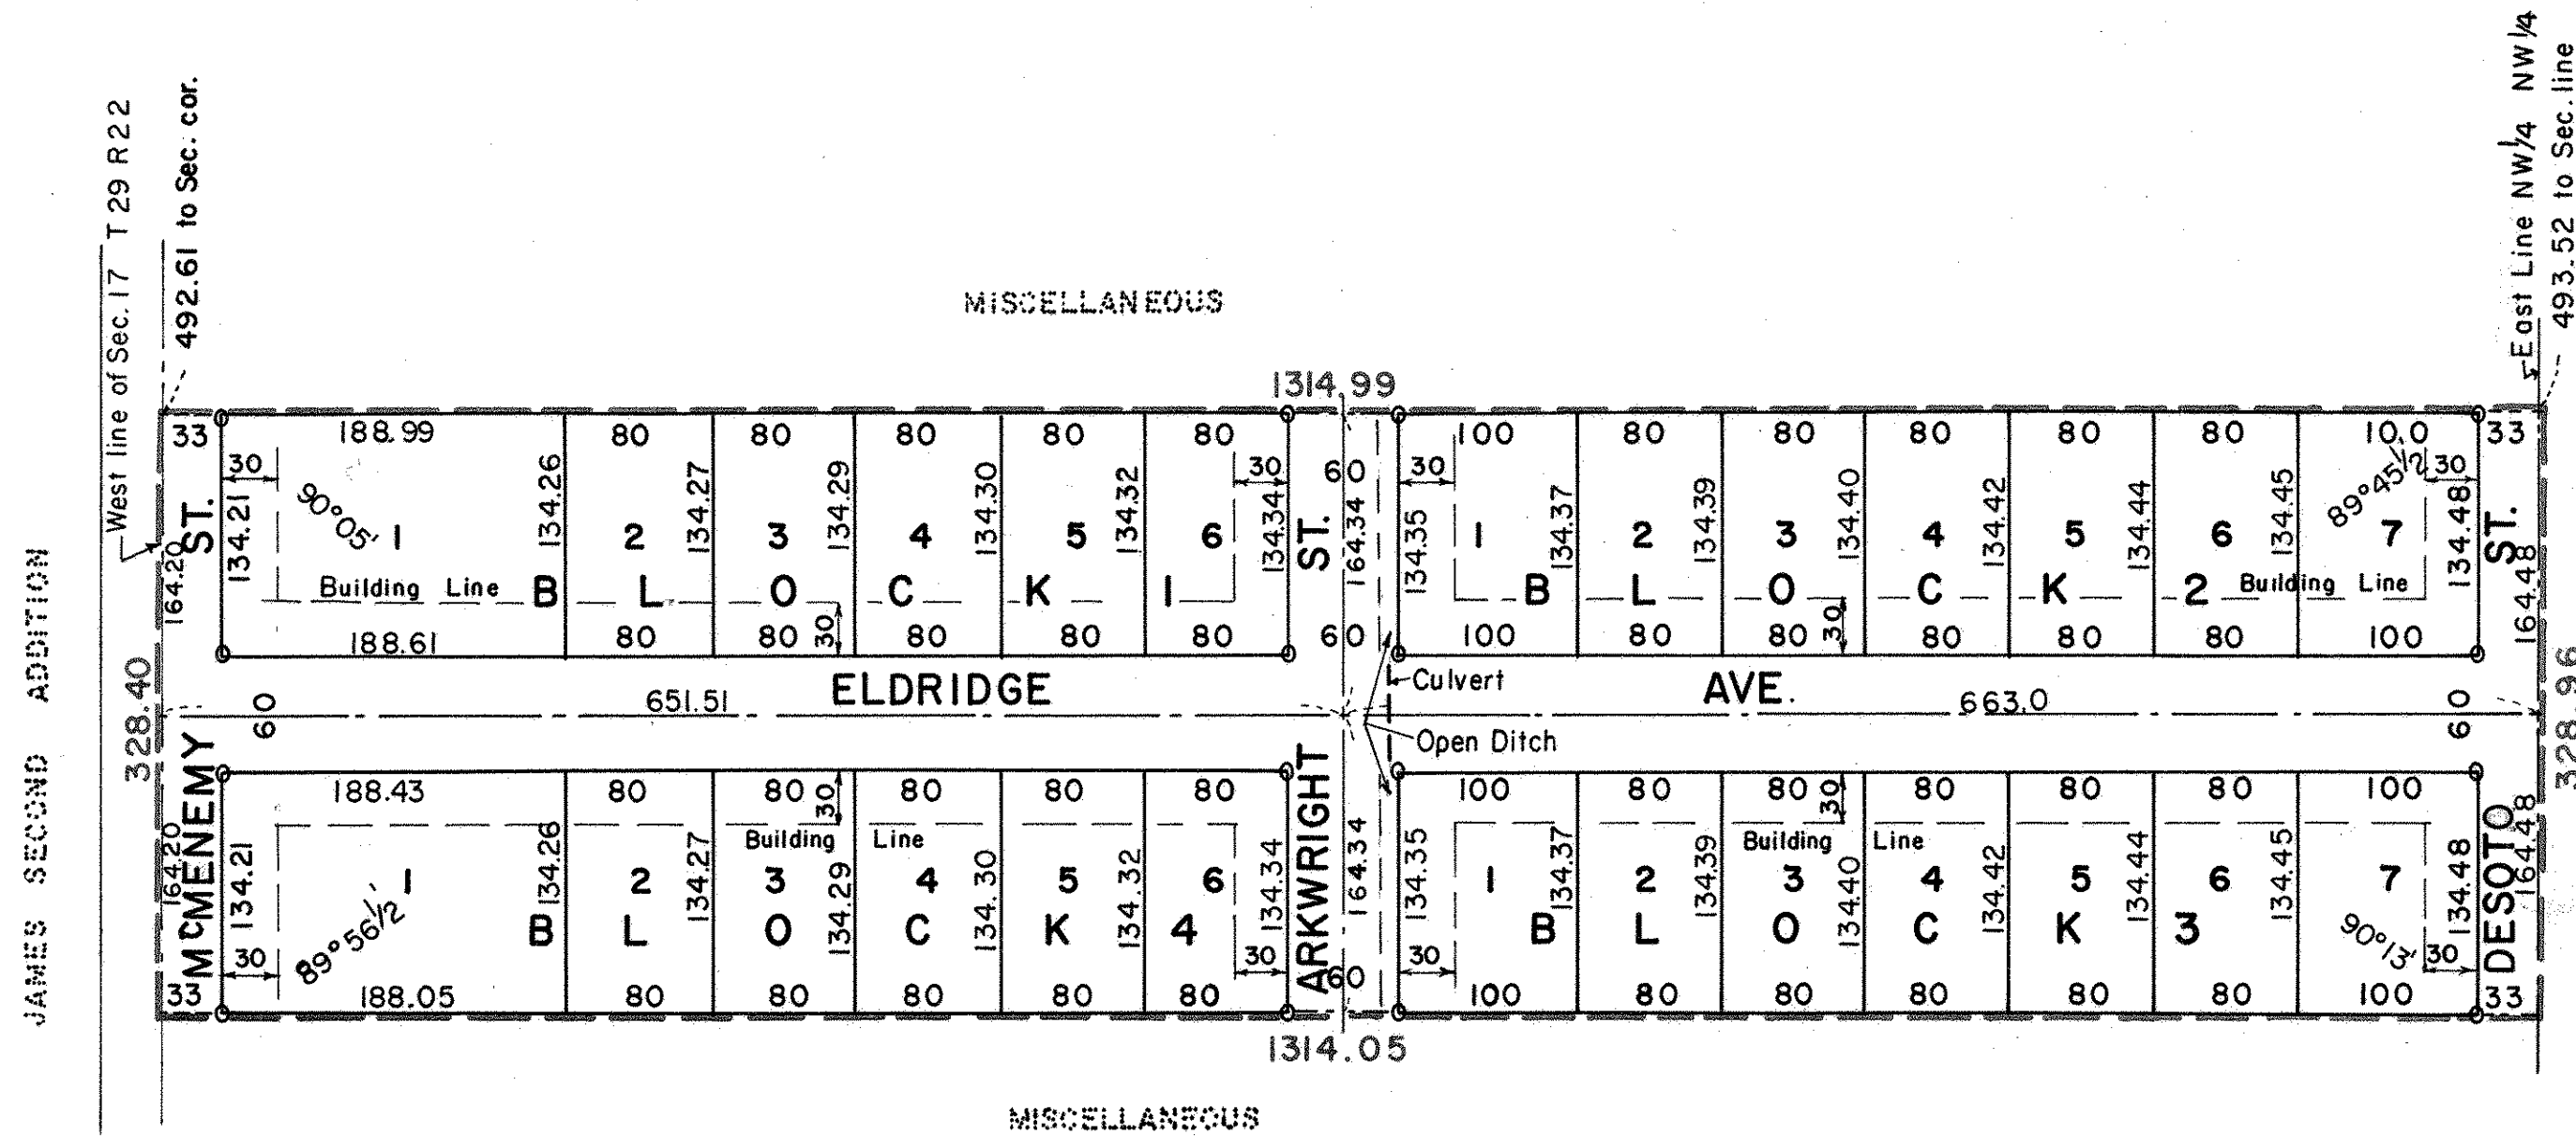 West line of Sec. 17 T 29 R 22
492.61 to Sec. cor.
East Line NW 1/4 NW 1/4
493.52 to Sec. line
MISCELLANEOUS
JAMES SECOND ADDITION
1314.99
33 188.99 80 80 80 80 80 100 80 80 80 80 80 100 33
30 30 60 30 30
90°05' 89°45 1/2'
164.20 134.21 134.26 134.27 134.29 134.30 134.32 134.34 164.34 134.35 134.37 134.39 134.40 134.42 134.44 134.45 134.48 164.48
ST. ST. ST.
1 2 3 4 5 6 1 2 3 4 5 6 7
Building Line BLOCK 1 BLOCK 2 Building Line
30 30
188.61 80 80 80 80 80 60 100 80 80 80 80 80 100
328.40 328.96
60 651.51 ELDRIDGE AVE. 663.0 60
Culvert
Open Ditch
McMENEMY ARKWRIGHT DESOTO
188.43 80 80 80 80 80 100 80 80 80 80 80 100
30 30
Building Line Building Line
164.20 134.21 134.26 134.27 134.29 134.30 134.32 134.34 164.34 134.35 134.37 134.39 134.40 134.42 134.44 134.45 134.48 164.48
1 2 3 4 5 6 1 2 3 4 5 6 7
89°56 1/2' 90°13'
BLOCK 4 BLOCK 3
30 30 60 30 30
33 188.05 80 80 80 80 80 100 80 80 80 80 80 100 33
1314.05
MISCELLANEOUS